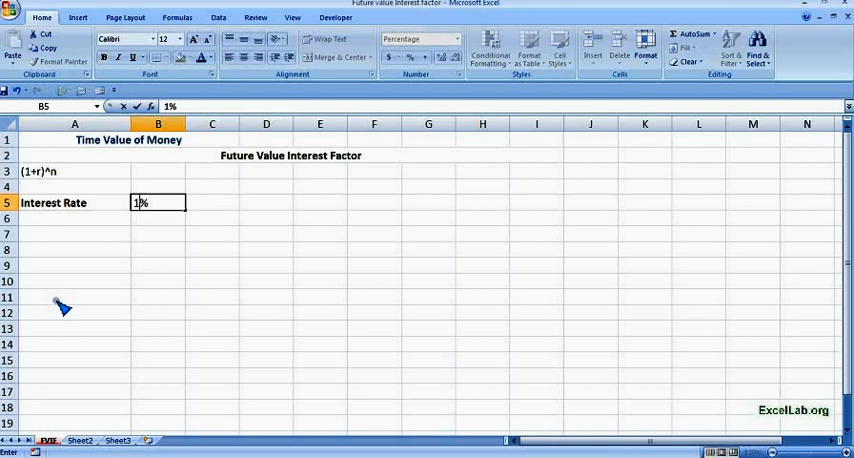 Future value Interest factor - Microsoft Excel
Home Insert Page Layout Formulas Data Review View Developer
Cut
Copy
Format Painter
Paste
Clipboard
Calibri 12
B I U
Font
Wrap Text
Merge & Center
Alignment
Percentage
$ % ,
Number
Conditional Formatting
Format as Table
Cell Styles
Styles
Insert Delete Format
Cells
AutoSum
Fill
Clear
Sort & Filter
Find & Select
Editing
B5 fx 1%
A B C D E F G H I J K L M N
1 Time Value of Money
2 Future Value Interest Factor
3 (1+r)^n
4
5 Interest Rate 1%
6
7
8
9
10
11
12
13
14
15
16
17
18 ExcelLab.org
19
FVIF Sheet2 Sheet3
Enter